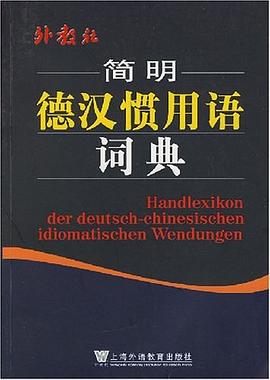 外教社
简明
德汉惯用语
词典
Handlexikon
der deutsch-chinesischen
idiomatischen Wendungen
上海外语教育出版社